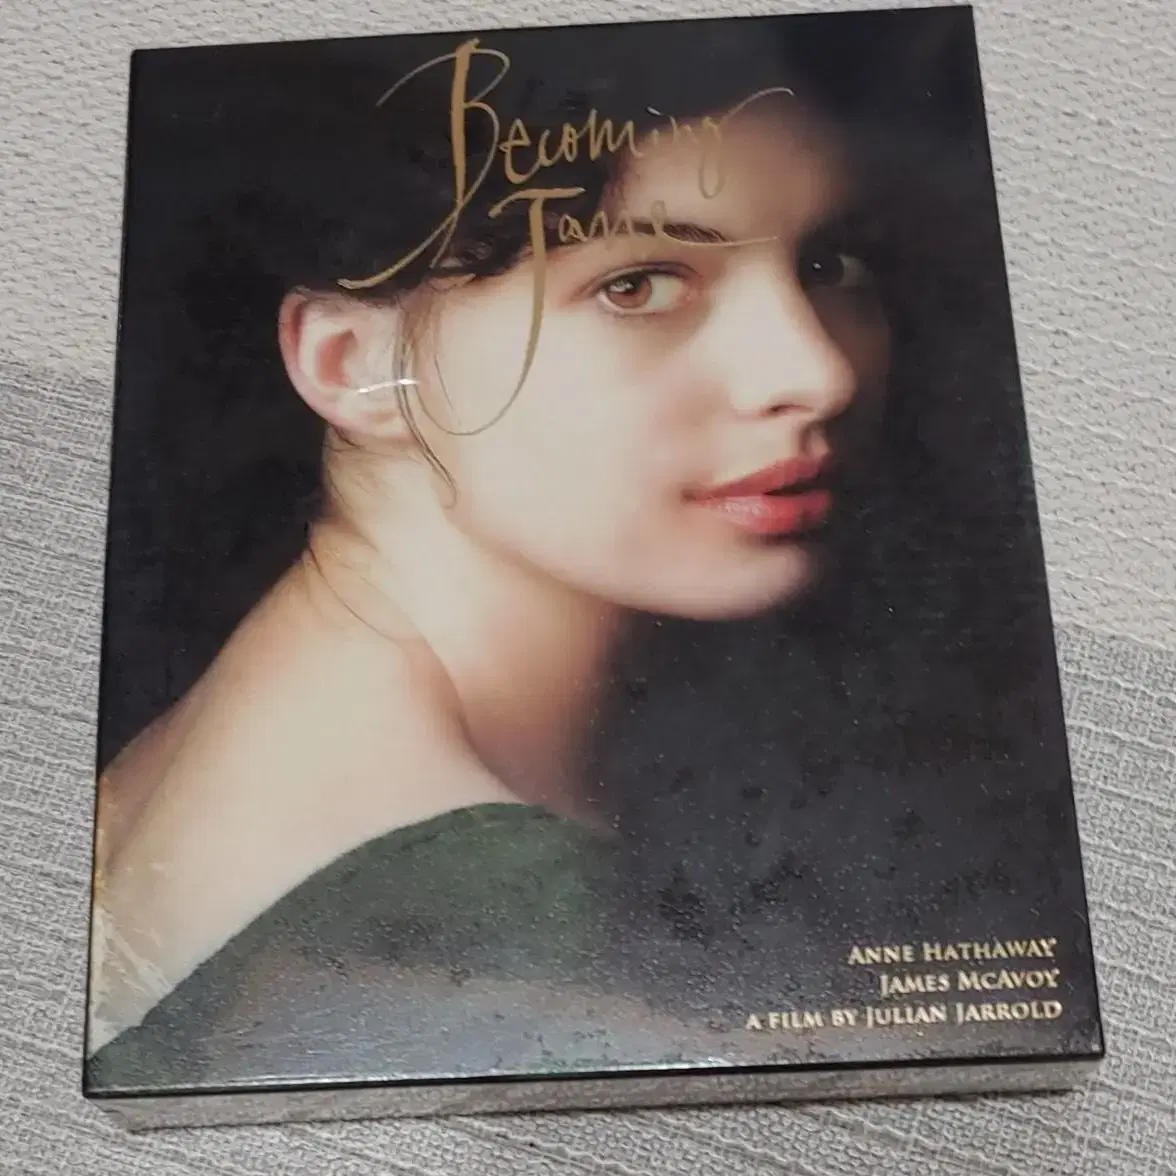 Becoming
Jane
ANNE HATHAWAY
JAMES MCAVOY
A FILM BY JULIAN JARROLD